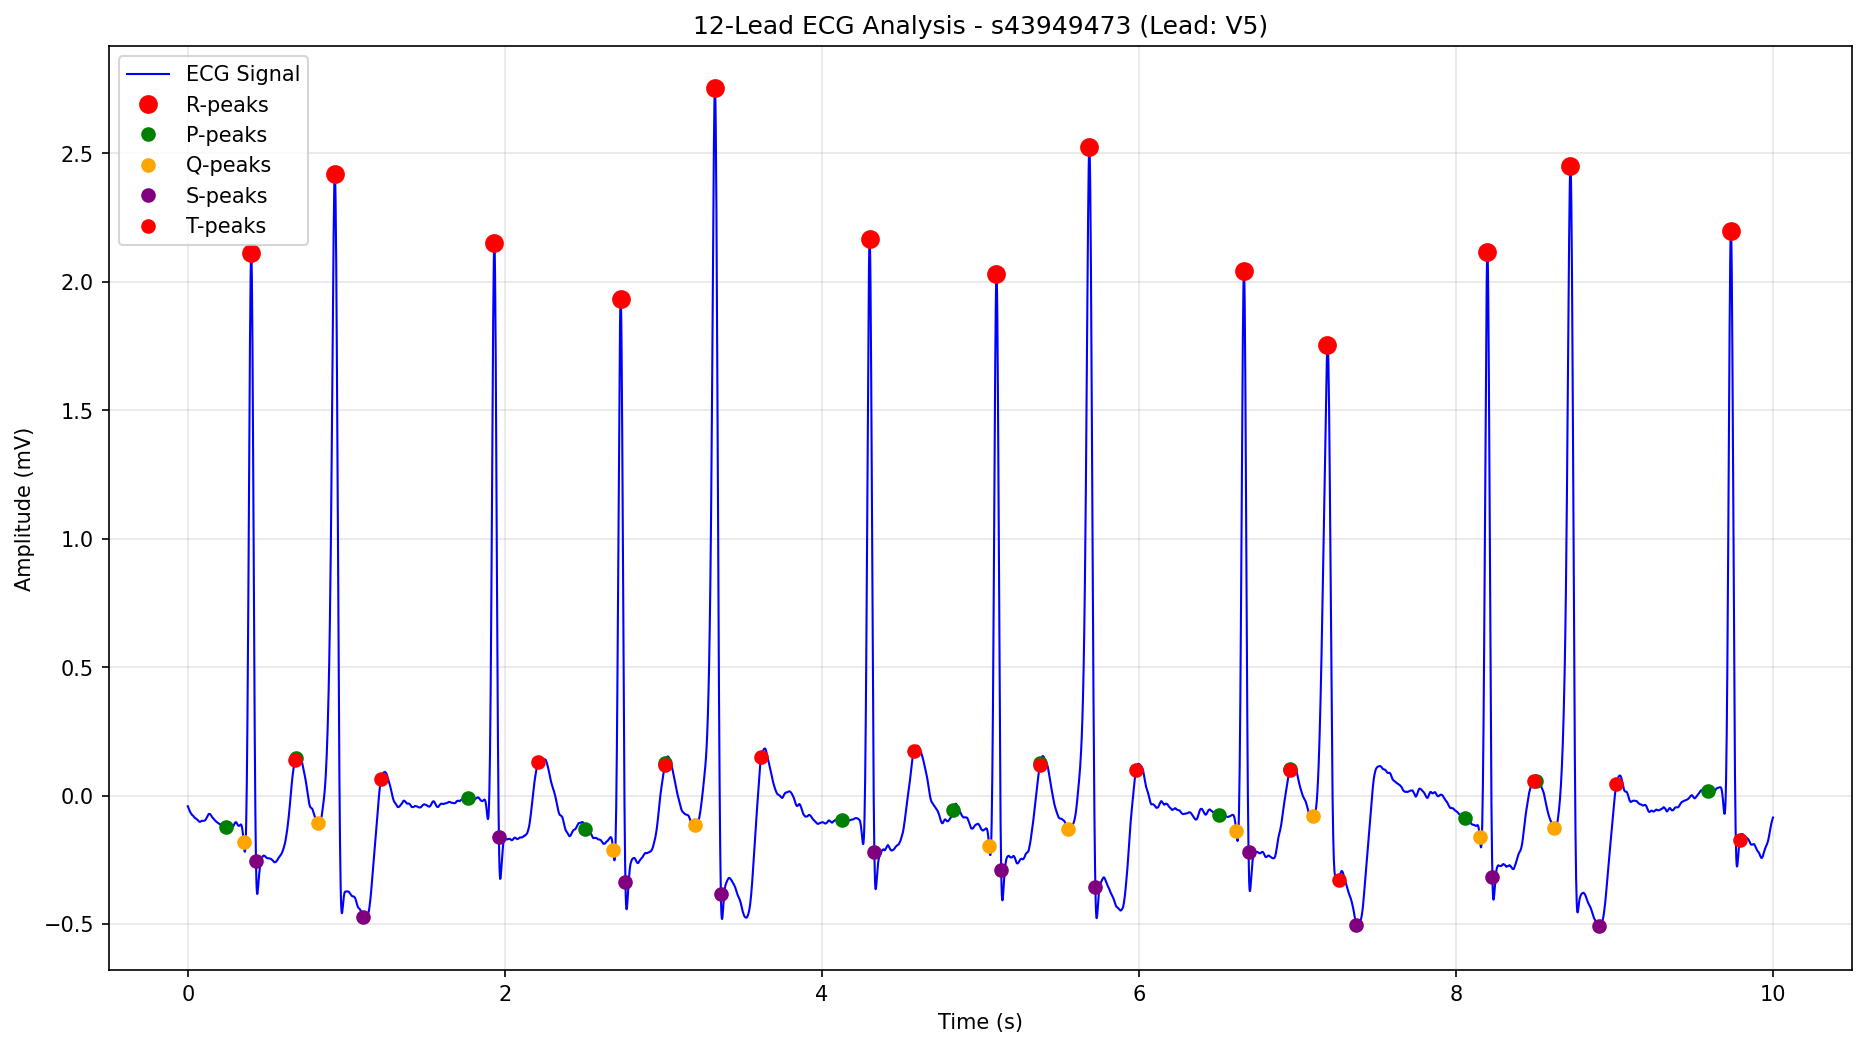 12-Lead ECG Analysis - s43949473 (Lead: V5)
ECG Signal
R-peaks
P-peaks
Q-peaks
S-peaks
T-peaks
Amplitude (mV)
2.5
2.0
1.5
1.0
0.5
0.0
−0.5
0 2 4 6 8 10
Time (s)